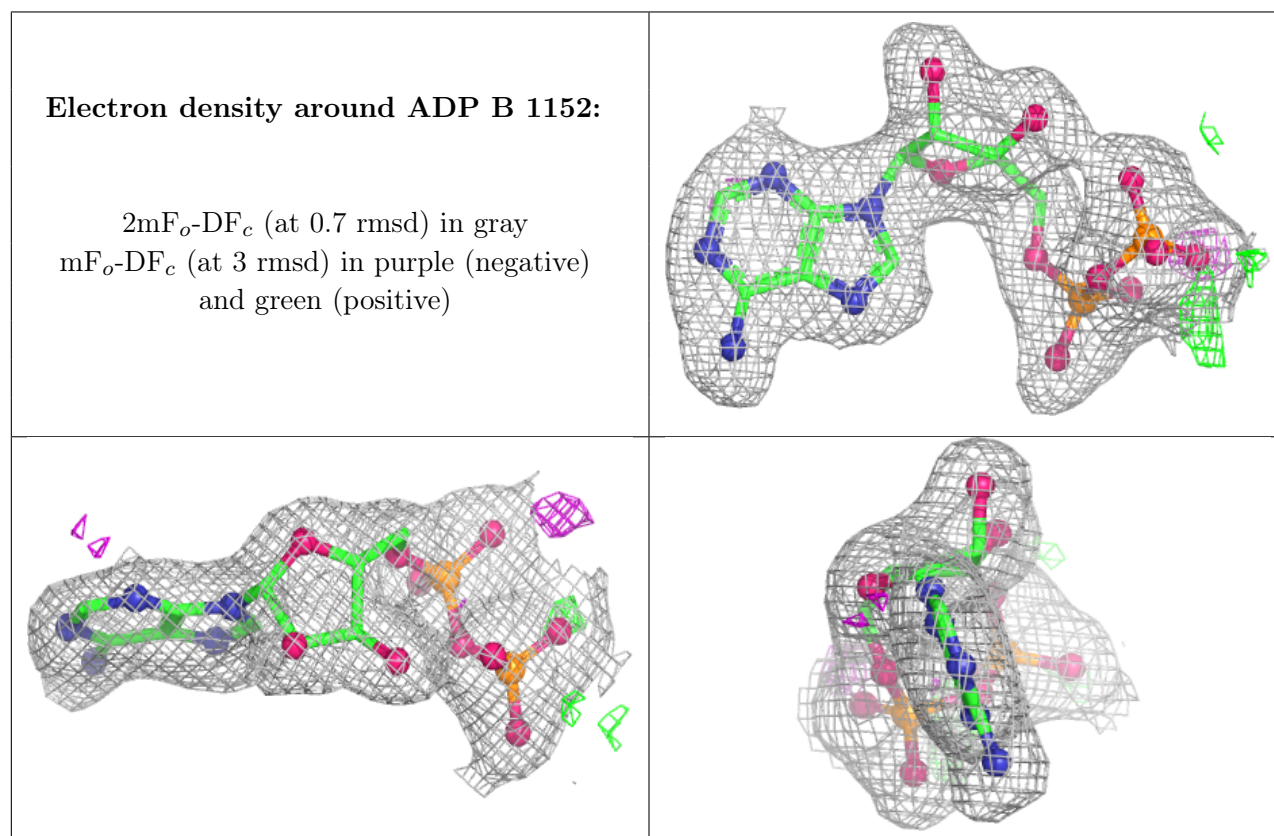 Electron density around ADP B 1152:
2mFo-DFc (at 0.7 rmsd) in gray
mFo-DFc (at 3 rmsd) in purple (negative)
and green (positive)